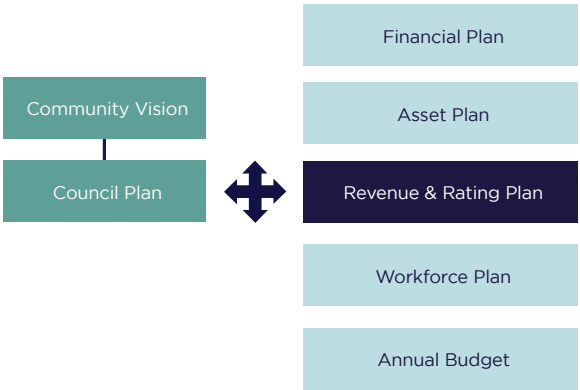 Community Vision
Council Plan
Financial Plan
Asset Plan
Revenue & Rating Plan
Workforce Plan
Annual Budget